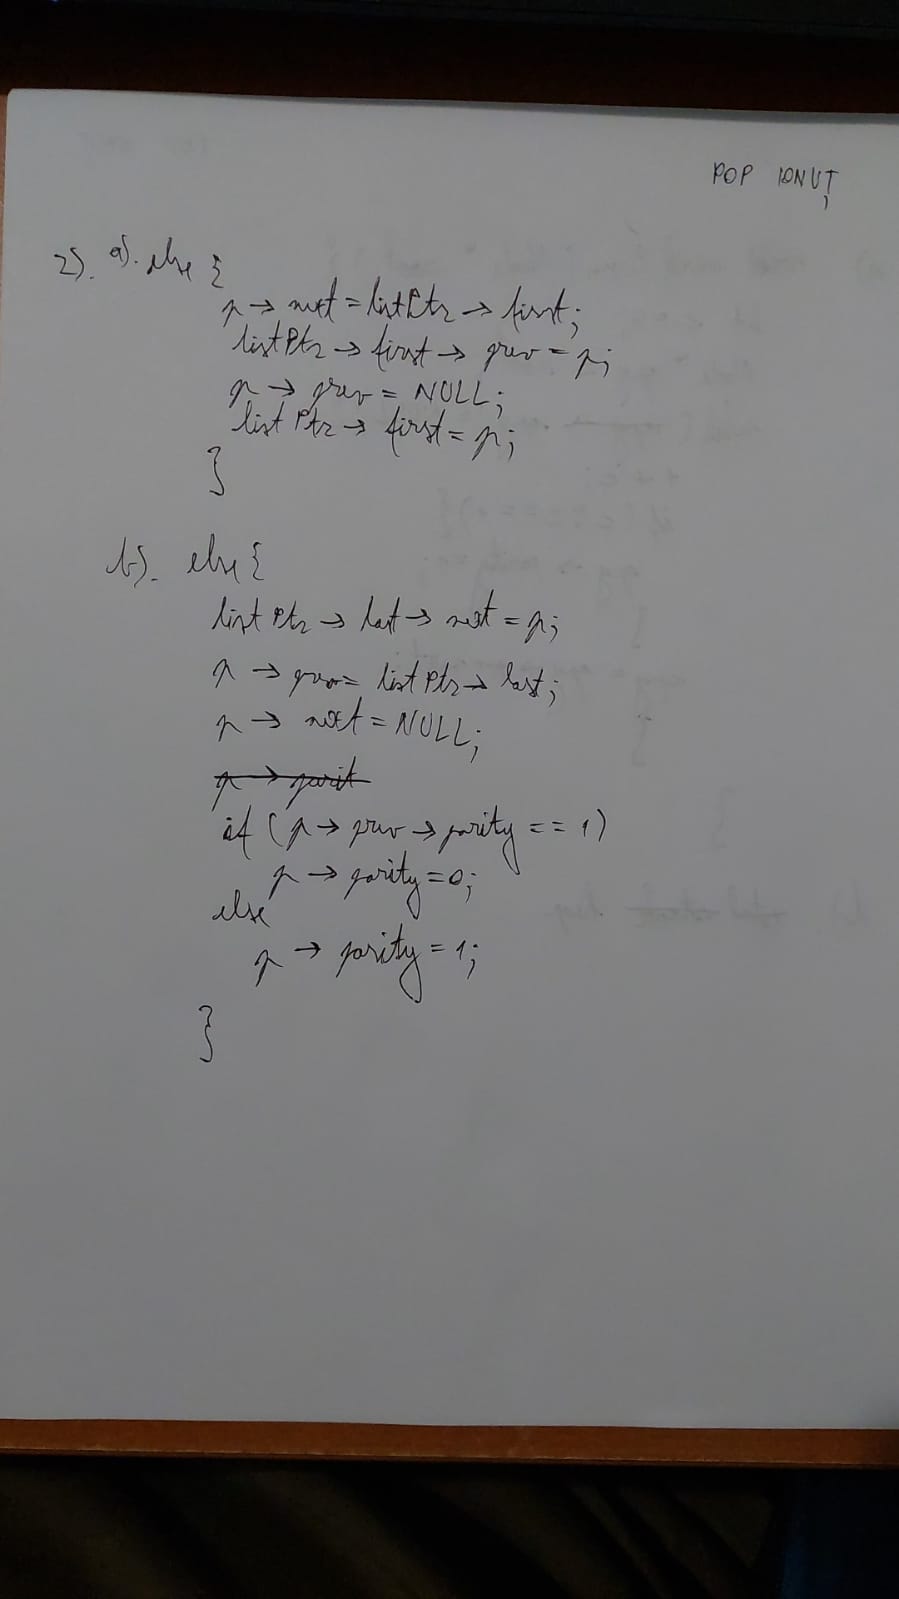 POP IONUȚ
2). a). else {
p → next = listPtr → first;
listPtr → first → prev = p;
p → prev = NULL;
listPtr → first = p;
}
b). else {
listPtr → last → next = p;
p → prev = listPtr → last;
p → next = NULL;
p → parit
if (p → prev → parity == 1)
p → parity = 0;
else
p → parity = 1;
}